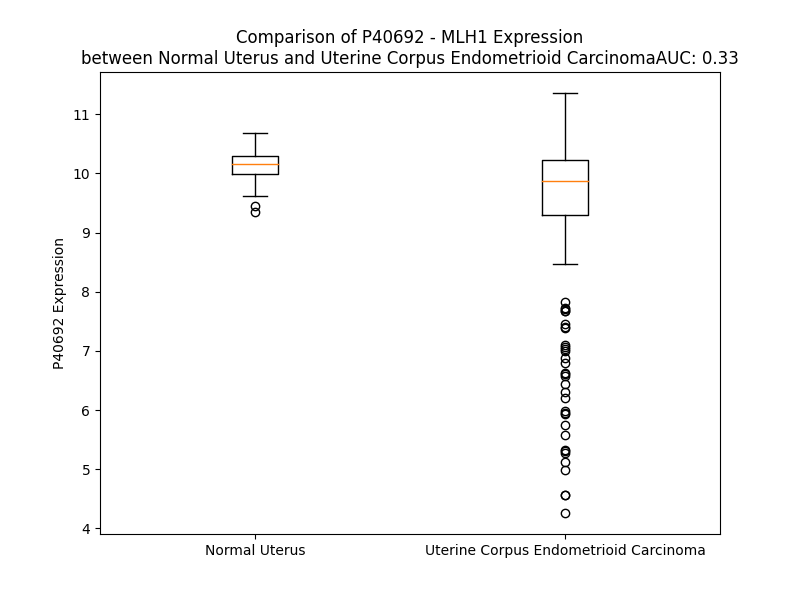 Comparison of P40692 - MLH1 Expression
between Normal Uterus and Uterine Corpus Endometrioid CarcinomaAUC: 0.33
11
10
9
8
7
6
5
4
P40692 Expression
Normal Uterus
Uterine Corpus Endometrioid Carcinoma